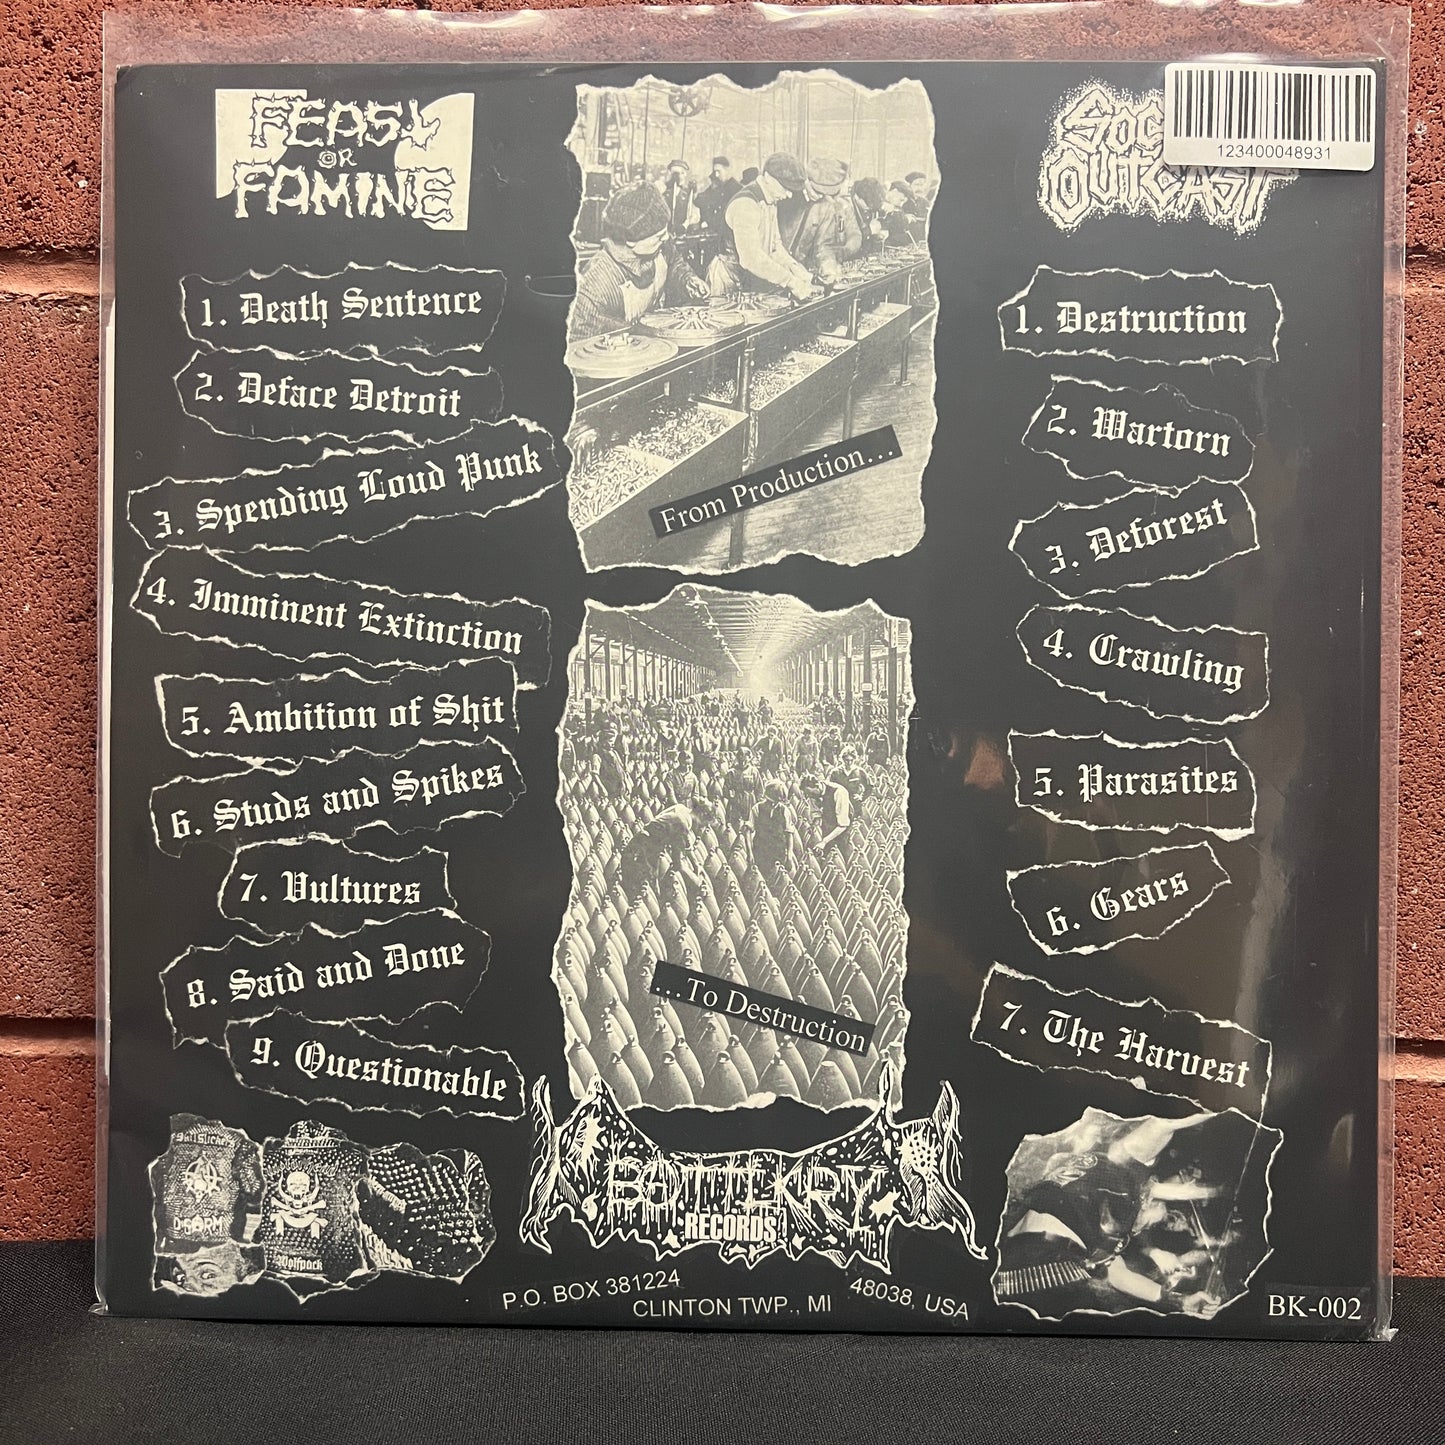 FEAST
OR
FAMINE
1. Death Sentence
2. Deface Detroit
3. Spending Loud Punk
4. Imminent Extinction
5. Ambition of Shit
6. Studs and Spikes
7. Vultures
8. Said and Done
9. Questionable
From Production...
...To Destruction
OUTCAST
123400048931
1. Destruction
2. Wartorn
3. Deforest
4. Crawling
5. Parasites
6. Gears
7. The Harvest
Wolfpack
BATTLKRY
RECORDS
P.O. BOX 381224
CLINTON TWP., MI
48038, USA
BK-002